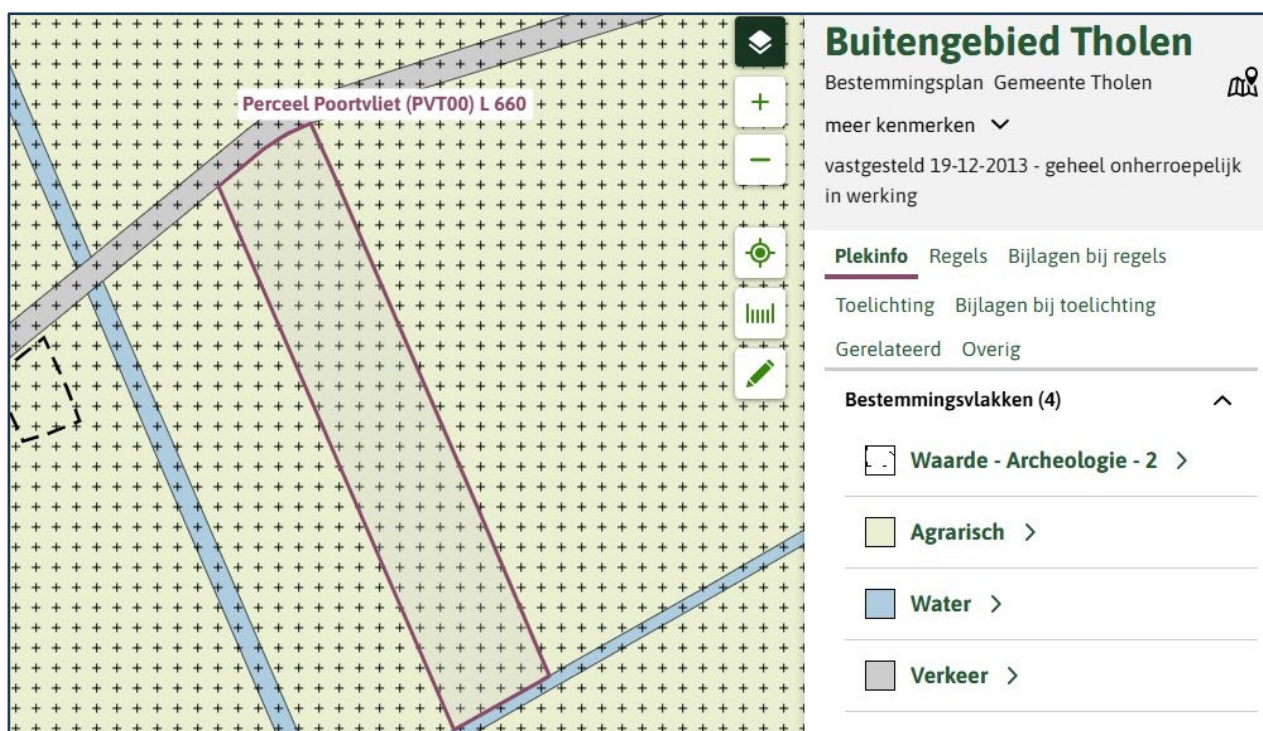 Perceel Poortvliet (PVT00) L 660
Buitengebied Tholen
Bestemmingsplan Gemeente Tholen
meer kenmerken
vastgesteld 19-12-2013 - geheel onherroepelijk
in werking
Plekinfo Regels Bijlagen bij regels
Toelichting Bijlagen bij toelichting
Gerelateerd Overig
Bestemmingsvlakken (4)
Waarde - Archeologie - 2
Agrarisch
Water
Verkeer